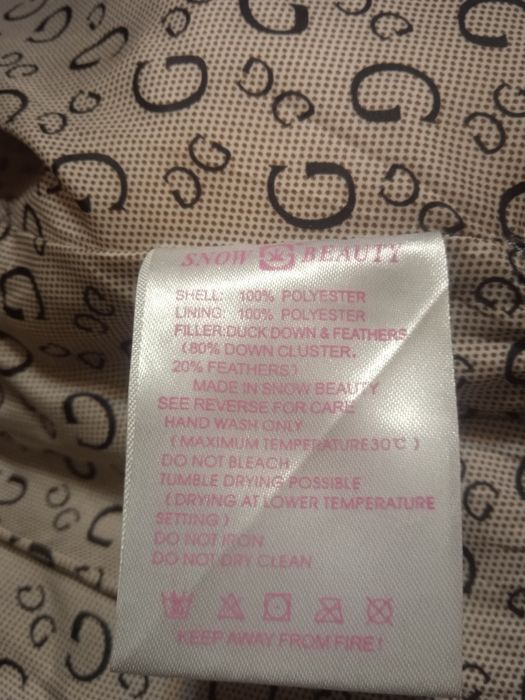 SNOW BEAUTY
SHELL: 100% POLYESTER
LINING: 100% POLYESTER
FILLER:DUCK DOWN & FEATHERS
(80% DOWN CLUSTER,
20% FEATHERS)
MADE IN SNOW BEAUTY
SEE REVERSE FOR CARE
HAND WASH ONLY
(MAXIMUM TEMPERATURE30℃)
DO NOT BLEACH
TUMBLE DRYING POSSIBLE
(DRYING AT LOWER TEMPERATURE
SETTING)
DO NOT IRON
DO NOT DRY CLEAN
KEEP AWAY FROM FIRE!